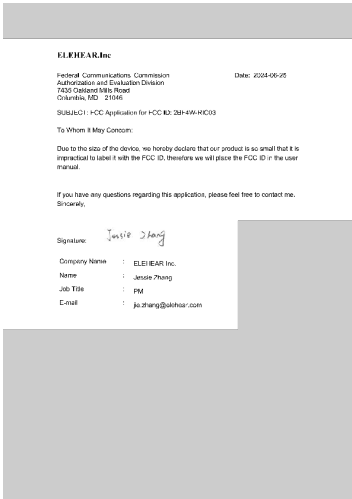 ELEHEAR.Inc
Federal Communications Commission Date: 2024-06-25
Authorization and Evaluation Division
7435 Oakland Mills Road
Columbia, MD 21046
SUBJECT: FCC Application for FCC ID: 2BF4W-RIC03
To Whom It May Concern:
Due to the size of the device, we hereby declare that our product is so small that it is
impractical to label it with the FCC ID, therefore we will place the FCC ID in the user
manual.
If you have any questions regarding this application, please feel free to contact me.
Sincerely,
Signature: Jessie Zhang
Company Name : ELEHEAR Inc.
Name : Jessie Zhang
Job Title : PM
E-mail : jie.zhang@elehear.com